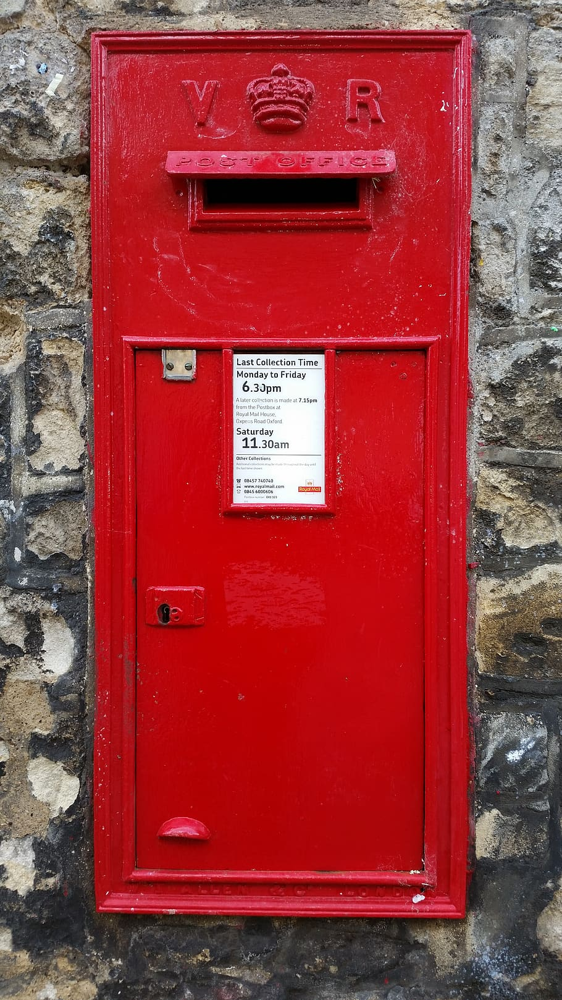 V R
POST OFFICE
Last Collection Time
Monday to Friday
6.30pm
A later collection is made at 7.15pm
from the Postbox at
Royal Mail House,
Oxpens Road Oxford.
Saturday
11.30am
Other Collections
Additional collections may be made throughout the day until
the last time shown
08457 740740
www.royalmail.com
Royal Mail
0845 6000606
Postbox number OX1 523